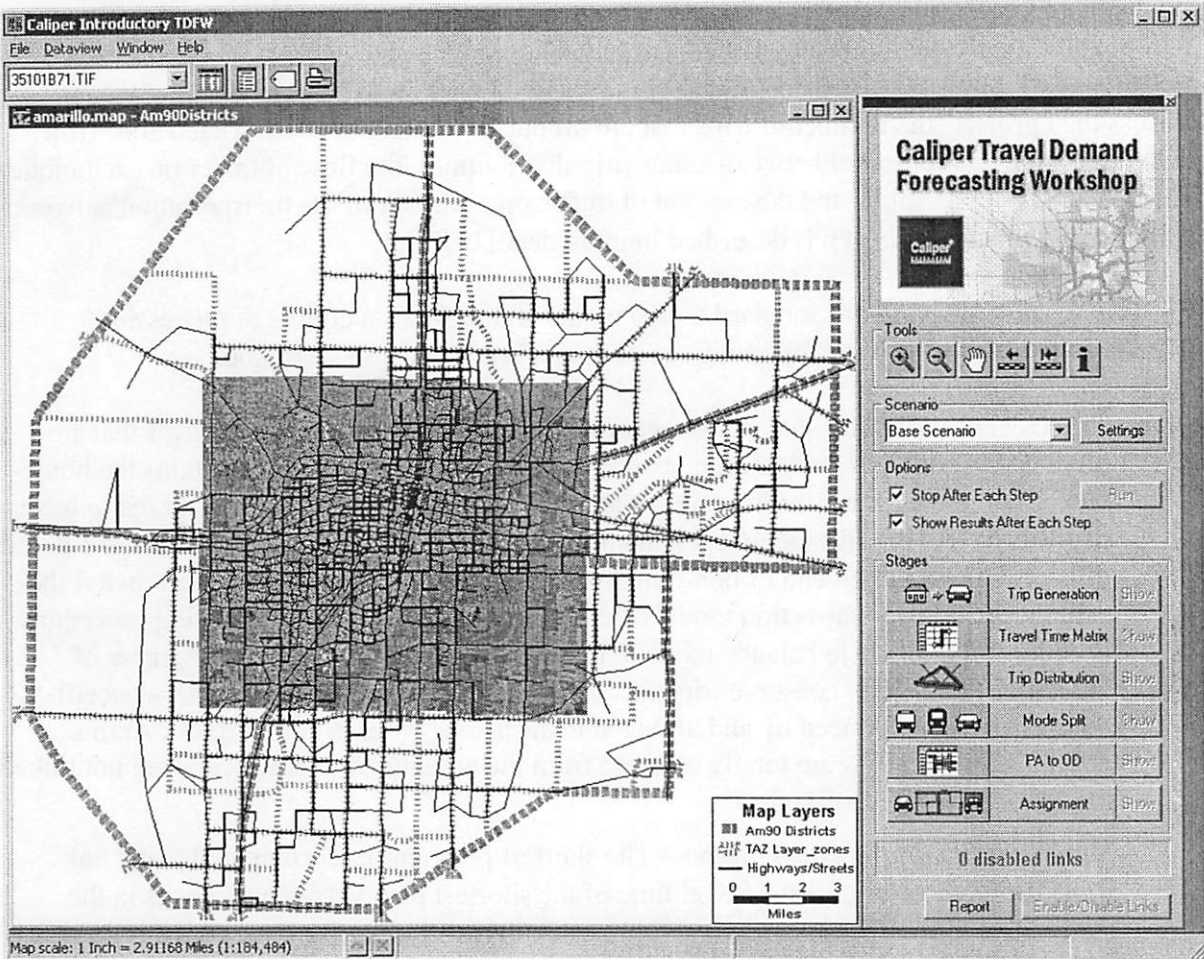 Caliper Introductory TDFW
File Dataview Window Help
35101B71.TIF
amarillo.map - Am90Districts
Map Layers
Am90 Districts
TAZ Layer_zones
Highways/Streets
0 1 2 3
Miles
Map scale: 1 Inch = 2.91168 Miles (1:184,484)
Caliper Travel Demand
Forecasting Workshop
Caliper
Tools
Scenario
Base Scenario
Settings
Options
Stop After Each Step
Run
Show Results After Each Step
Stages
Trip Generation Show
Travel Time Matrix Show
Trip Distribution Show
Mode Split Show
PA to OD Show
Assignment Show
0 disabled links
Report Enable/Disable Links